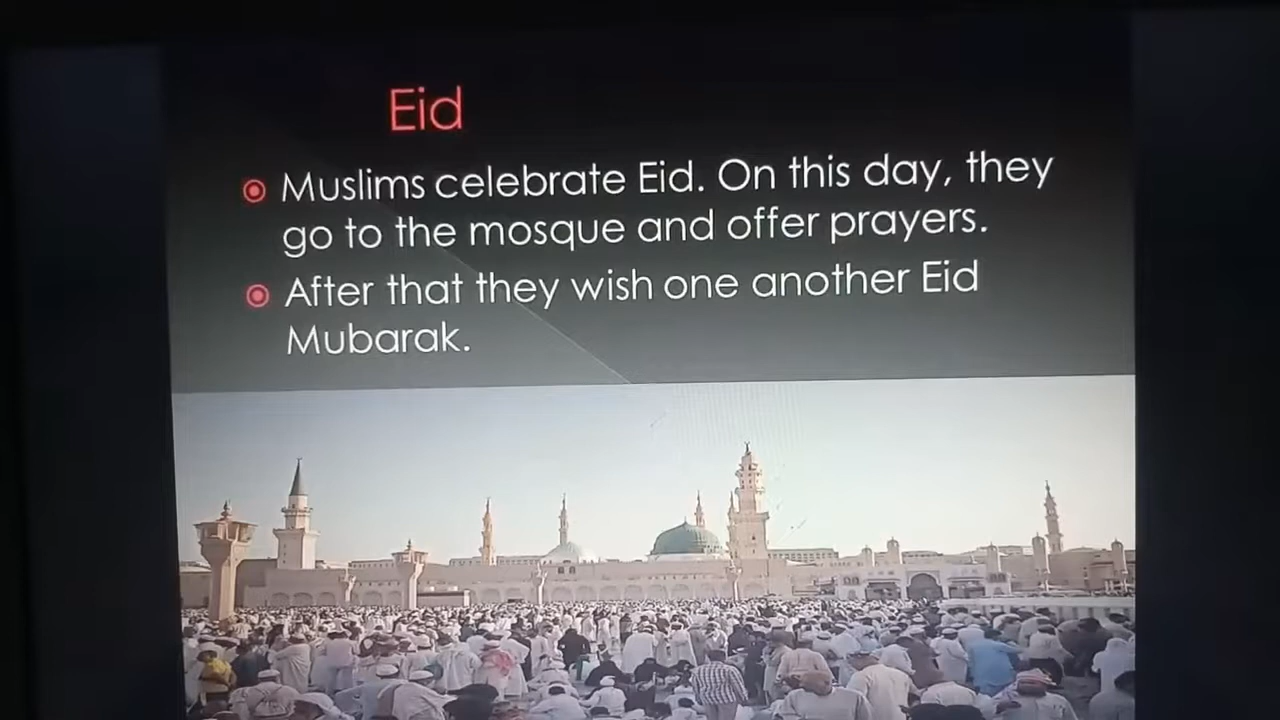 Eid
Muslims celebrate Eid. On this day, they
go to the mosque and offer prayers.
After that they wish one another Eid
Mubarak.